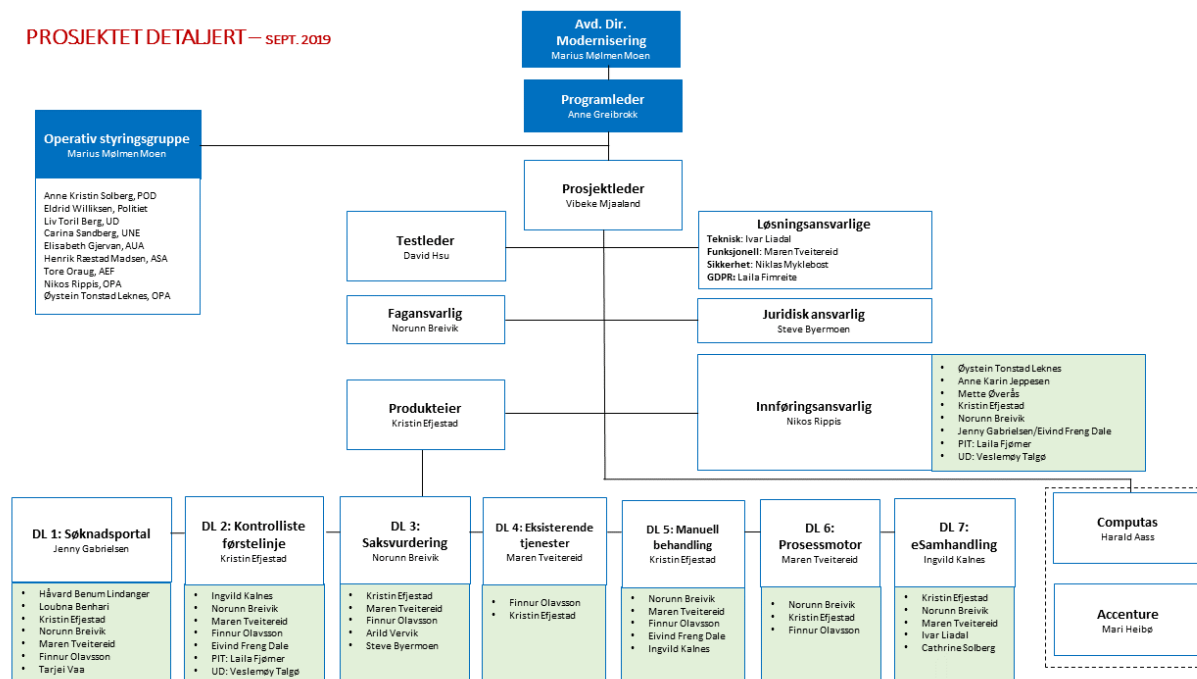 PROSJEKTET DETALJERT – SEPT. 2019
Avd. Dir.
Modernisering
Marius Mølmen Moen
Programleder
Anne Greibrokk
Operativ styringsgruppe
Marius Mølmen Moen
Anne Kristin Solberg, POD
Eldrid Williksen, Politiet
Liv Toril Berg, UD
Carina Sandberg, UNE
Elisabeth Gjervan, AUA
Henrik Ræstad Madsen, ASA
Tore Oraug, AEF
Nikos Rippis, OPA
Øystein Tonstad Leknes, OPA
Prosjektleder
Vibeke Mjaaland
Testleder
David Hsu
Løsningsansvarlige
Teknisk: Ivar Liadal
Funksjonell: Maren Tveitereid
Sikkerhet: Niklas Myklebost
GDPR: Laila Fimreite
Fagansvarlig
Norunn Breivik
Juridisk ansvarlig
Steve Byermoen
Produkteier
Kristin Efjestad
Innføringsansvarlig
Nikos Rippis
• Øystein Tonstad Leknes
• Anne Karin Jeppesen
• Mette Øverås
• Kristin Efjestad
• Norunn Breivik
• Jenny Gabrielsen/Eivind Freng Dale
• PIT: Laila Fjømer
• UD: Veslemøy Talgø
DL 1: Søknadsportal
Jenny Gabrielsen
• Håvard Benum Lindanger
• Loubna Benhari
• Kristin Efjestad
• Norunn Breivik
• Maren Tveitereid
• Finnur Olavsson
• Tarjei Vaa
DL 2: Kontrolliste
førstelinje
Kristin Efjestad
• Ingvild Kalnes
• Norunn Breivik
• Maren Tveitereid
• Finnur Olavsson
• Eivind Freng Dale
• PIT: Laila Fjømer
• UD: Veslemøy Talgø
DL 3:
Saksvurdering
Norunn Breivik
• Kristin Efjestad
• Maren Tveitereid
• Finnur Olavsson
• Arild Vervik
• Steve Byermoen
DL 4: Eksisterende
tjenester
Maren Tveitereid
• Finnur Olavsson
• Kristin Efjestad
DL 5: Manuell
behandling
Kristin Efjestad
• Norunn Breivik
• Maren Tveitereid
• Finnur Olavsson
• Eivind Freng Dale
• Ingvild Kalnes
DL 6:
Prosessmotor
Maren Tveitereid
• Norunn Breivik
• Kristin Efjestad
• Finnur Olavsson
DL 7:
eSamhandling
Ingvild Kalnes
• Kristin Efjestad
• Norunn Breivik
• Maren Tveitereid
• Ivar Liadal
• Cathrine Solberg
Computas
Harald Aass
Accenture
Mari Heibø